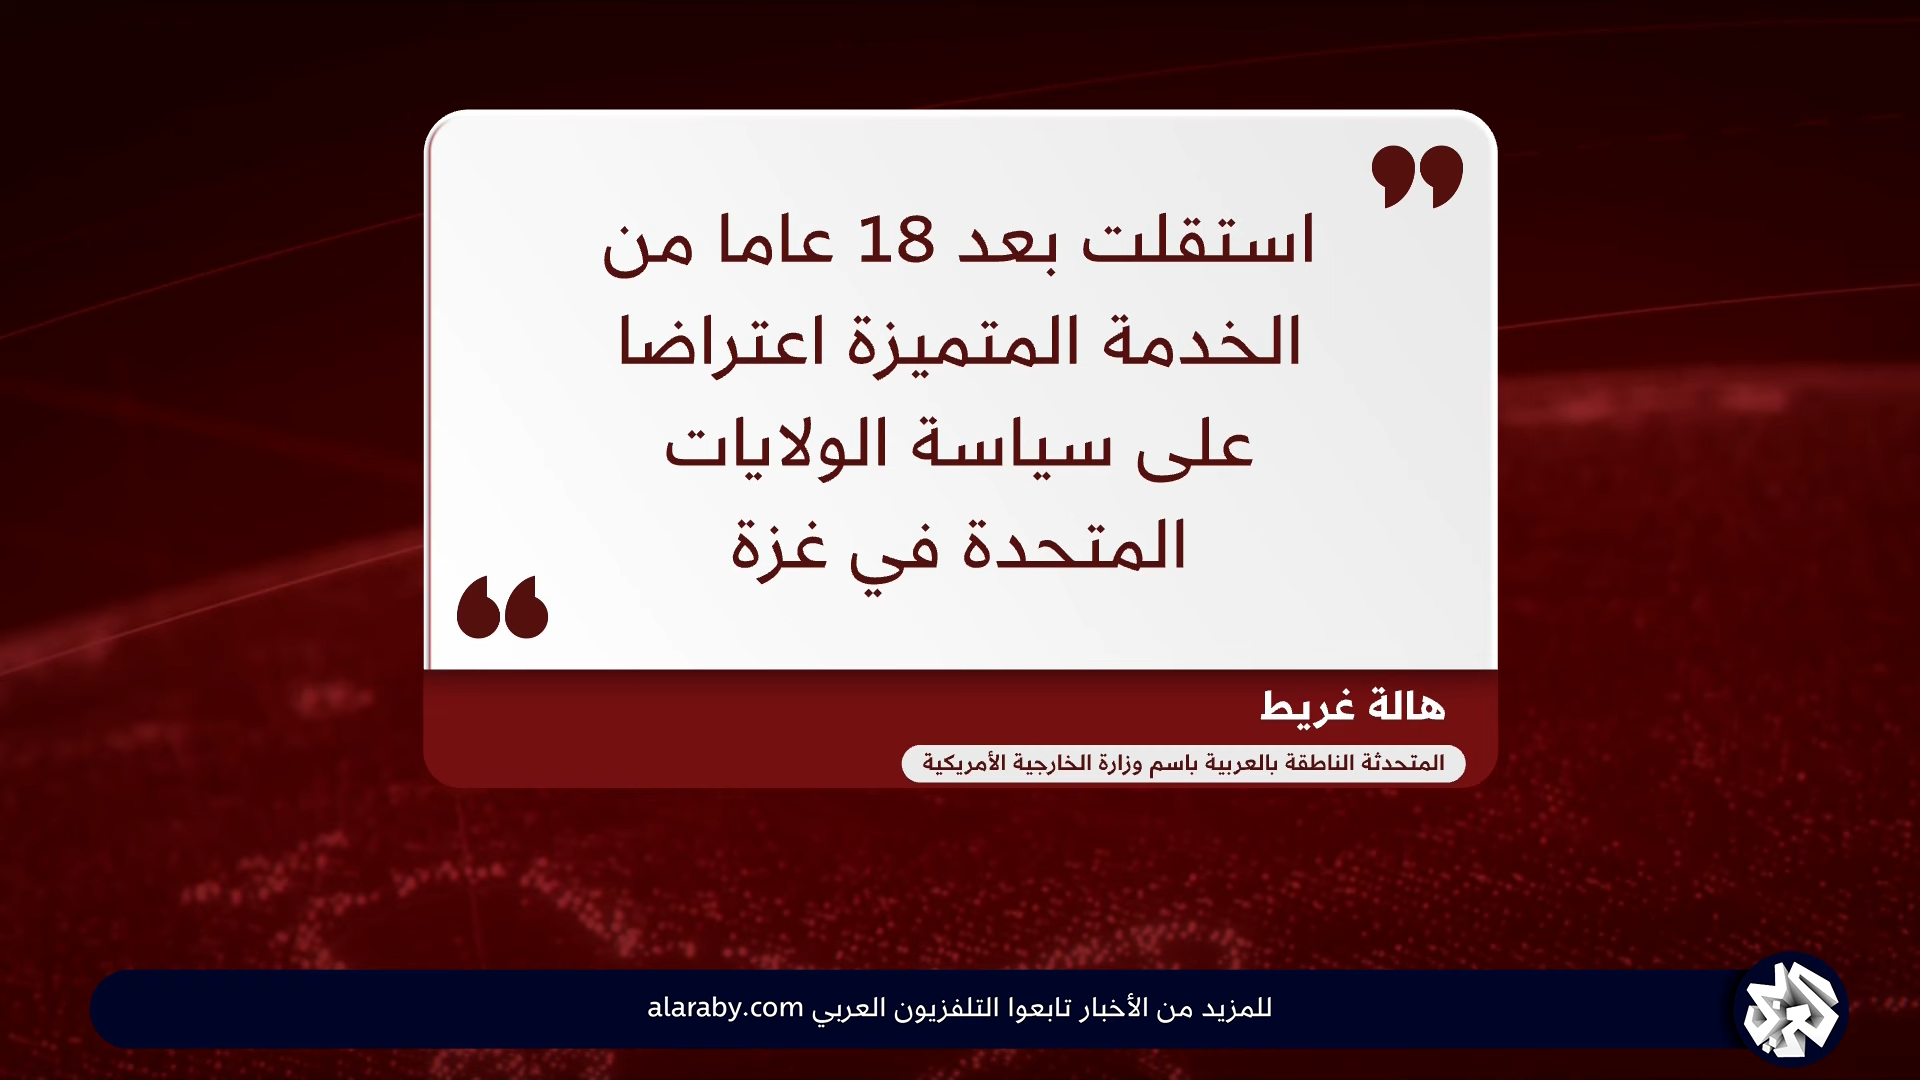 استقلت بعد 18 عاما من
الخدمة المتميزة اعتراضا
على سياسة الولايات
المتحدة في غزة
هالة غريط
المتحدثة الناطقة بالعربية باسم وزارة الخارجية الأمريكية
للمزيد من الأخبار تابعوا التلفزيون العربي alaraby.com
العربي